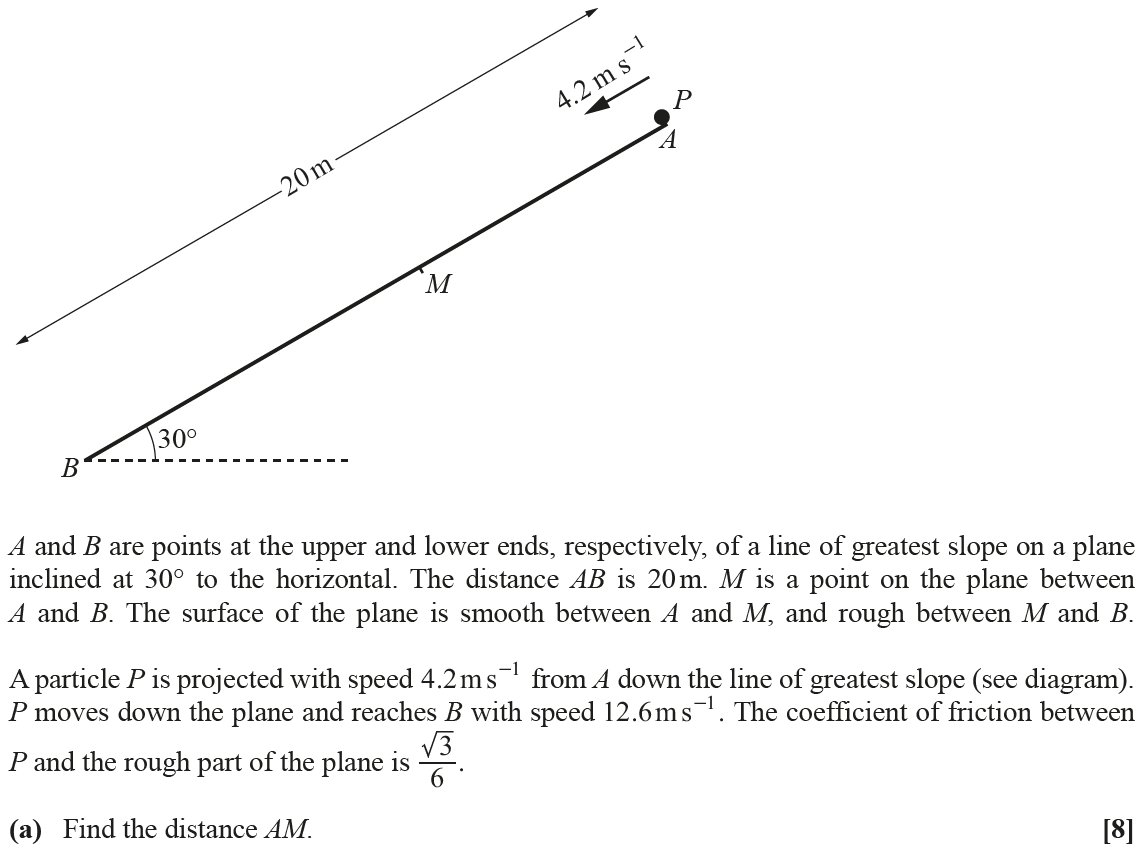 4.2 m s⁻¹
P
A
20 m
M
30°
B
A and B are points at the upper and lower ends, respectively, of a line of greatest slope on a plane
inclined at 30° to the horizontal. The distance AB is 20 m. M is a point on the plane between
A and B. The surface of the plane is smooth between A and M, and rough between M and B.
A particle P is projected with speed 4.2 m s⁻¹ from A down the line of greatest slope (see diagram).
P moves down the plane and reaches B with speed 12.6 m s⁻¹. The coefficient of friction between
P and the rough part of the plane is √3/6.
(a) Find the distance AM. [8]